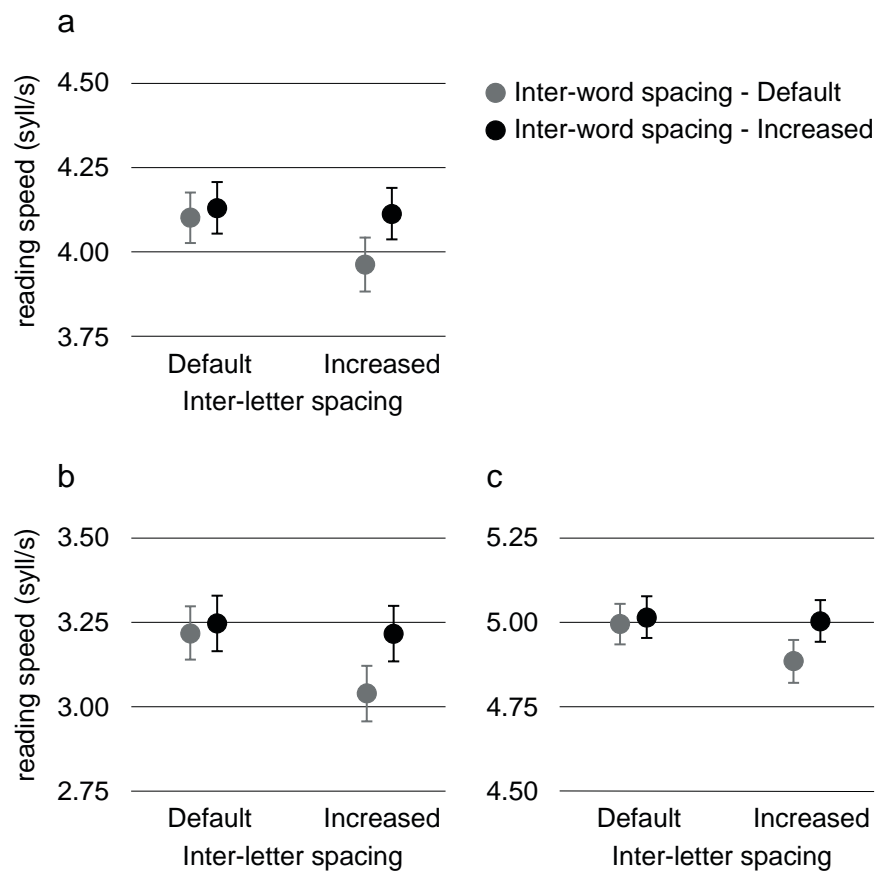 a
reading speed (syll/s)
4.50
4.25
4.00
3.75
Default Increased
Inter-letter spacing
Inter-word spacing - Default
Inter-word spacing - Increased
b
reading speed (syll/s)
3.50
3.25
3.00
2.75
Default Increased
Inter-letter spacing
c
5.25
5.00
4.75
4.50
Default Increased
Inter-letter spacing